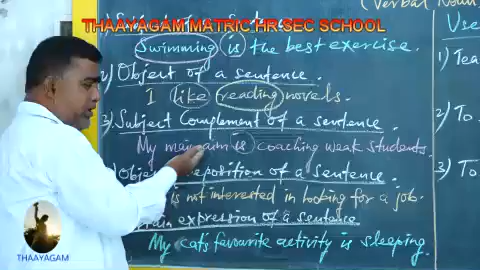 (Verbal Noun
THAAYAGAM MATRIC HR SEC SCHOOL
Swimming is the best exercise.
2) Object of a sentence.
I like reading novels.
3) Subject Complement of a sentence.
My main aim is coaching weak students.
Object preposition of a sentence.
is not interested in looking for a job.
expression of a sentence
My cat's favourite activity is sleeping.
Use
1) Tea
2) To
3) To
THAAYAGAM